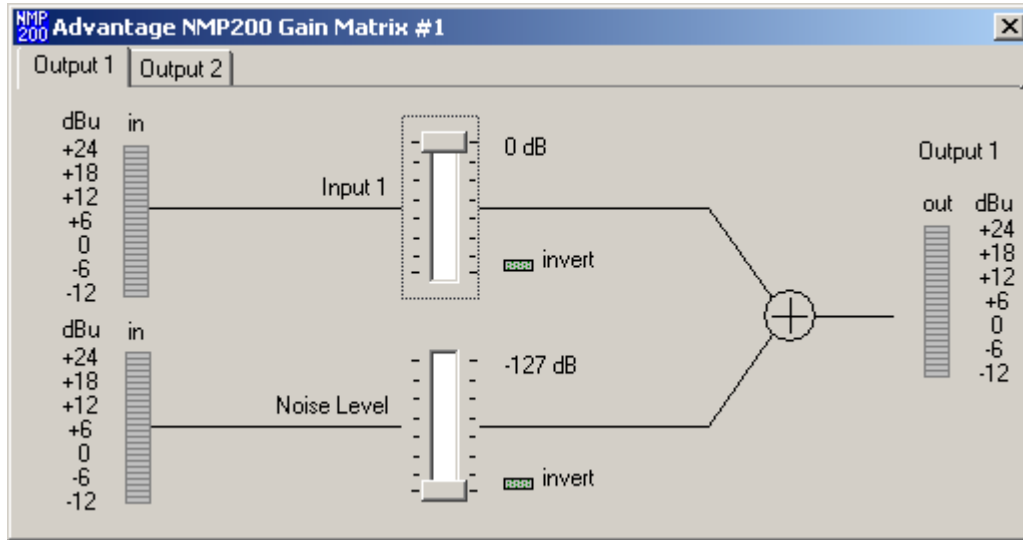 NMP
200 Advantage NMP200 Gain Matrix #1
Output 1 Output 2
dBu in
+24
+18
+12
+6
0
-6
-12
Input 1
0 dB
invert
dBu in
+24
+18
+12
+6
0
-6
-12
Noise Level
-127 dB
invert
Output 1
out dBu
+24
+18
+12
+6
0
-6
-12